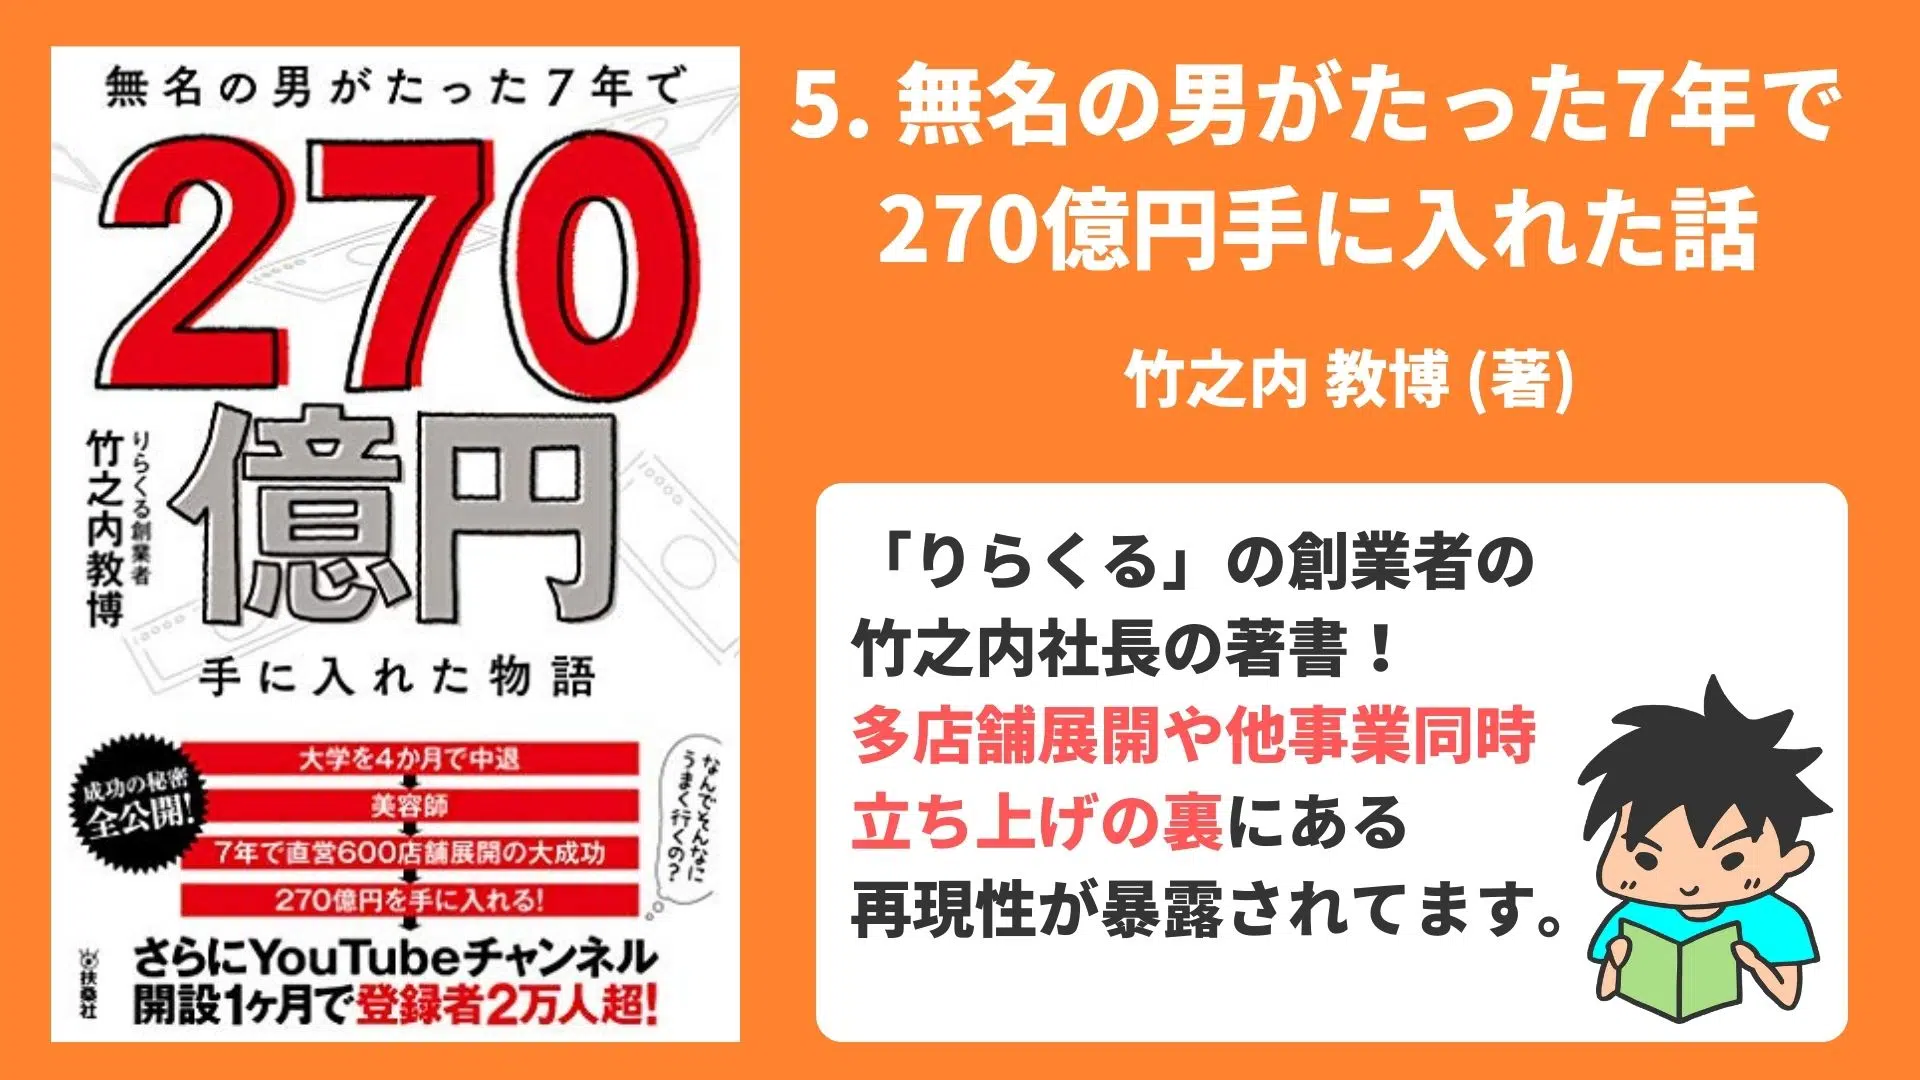 無名の男がたった7年で
270
億円
りらくる創業者
竹之内教博
手に入れた物語
成功の秘密
全公開!
大学を4か月で中退
美容師
7年で直営600店舗展開の大成功
270億円を手に入れる!
なんでそんなに
うまく行くの?
さらにYouTubeチャンネル
開設1ヶ月で登録者2万人超!
扶桑社
5. 無名の男がたった7年で
270億円手に入れた話
竹之内 教博 (著)
「りらくる」の創業者の
竹之内社長の著書！
多店舗展開や他事業同時
立ち上げの裏にある
再現性が暴露されてます。